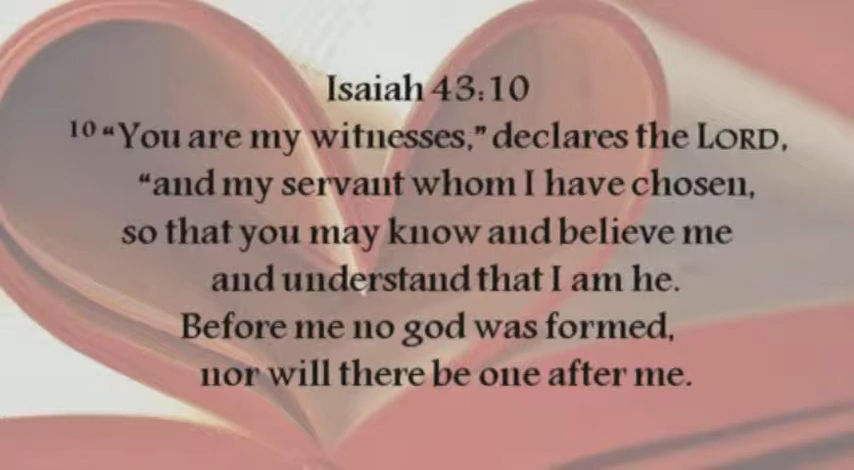 Isaiah 43:10
10 “You are my witnesses,” declares the LORD,
“and my servant whom I have chosen,
so that you may know and believe me
and understand that I am he.
Before me no god was formed,
nor will there be one after me.